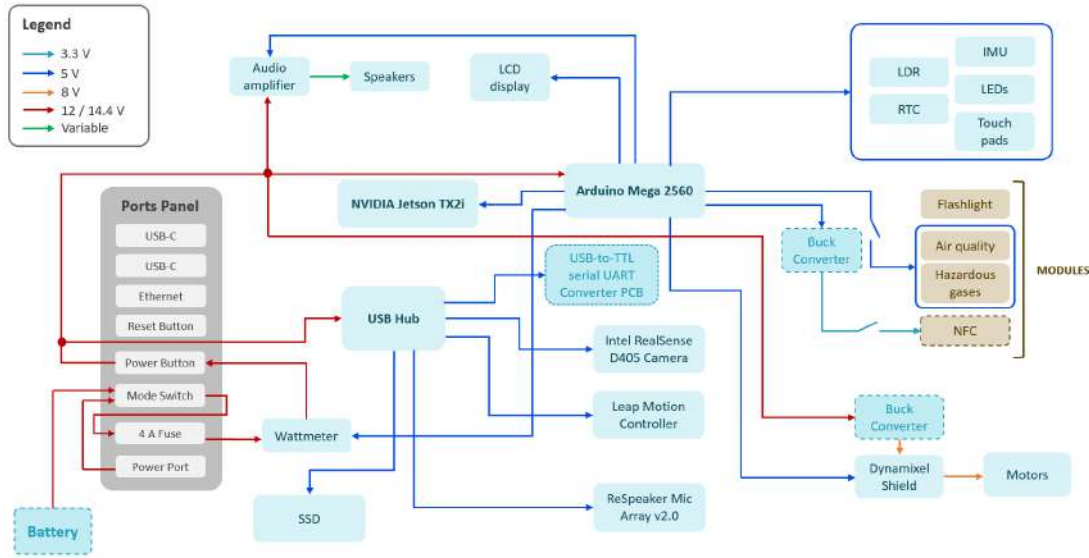 Legend
3.3 V
5 V
8 V
12 / 14.4 V
Variable
Audio
amplifier
Speakers
LCD
display
LDR
RTC
IMU
LEDs
Touch
pads
Arduino Mega 2560
NVIDIA Jetson TX2i
Ports Panel
USB-C
USB-C
Ethernet
Reset Button
Power Button
Mode Switch
4 A Fuse
Power Port
Battery
Wattmeter
USB Hub
USB-to-TTL
serial UART
Converter PCB
Intel RealSense
D405 Camera
Leap Motion
Controller
ReSpeaker Mic
Array v2.0
SSD
Buck
Converter
Flashlight
Air quality
Hazardous
gases
NFC
MODULES
Buck
Converter
Dynamixel
Shield
Motors